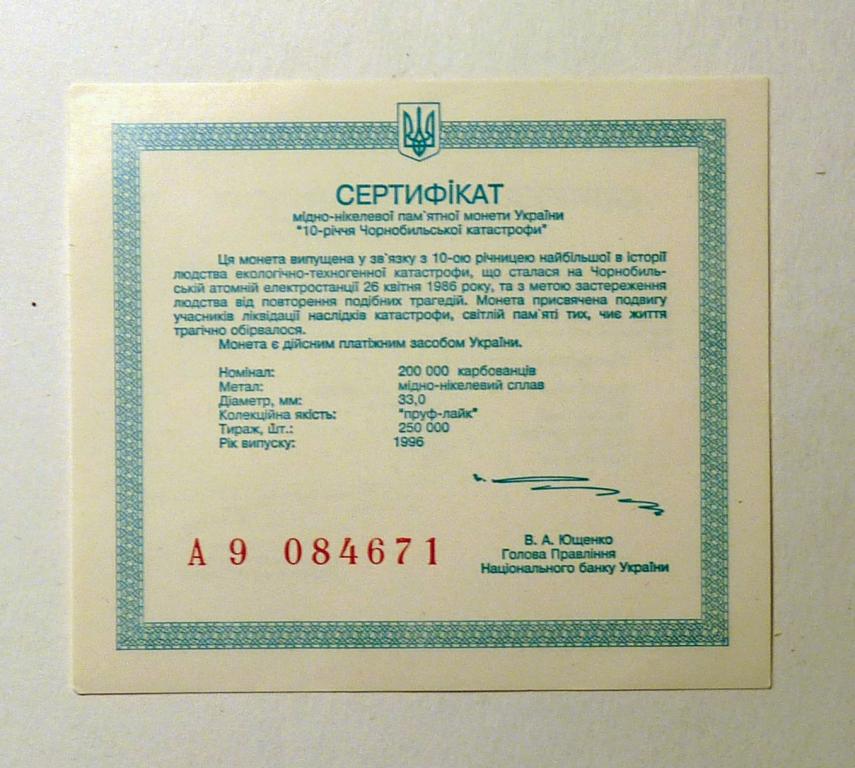 СЕРТИФІКАТ
мідно-нікелевої пам`ятної монети України
"10-річчя Чорнобильської катастрофи"
Ця монета випущена у зв`язку з 10-ою річницею найбільшої в історії
людства екологічно-техногенної катастрофи, що сталася на Чорнобиль-
ській атомній електростанції 26 квітня 1986 року, та з метою застереження
людства від повторення подібних трагедій. Монета присвячена подвигу
учасників ліквідації наслідків катастрофи, світлій пам`яті тих, чиє життя
трагічно обірвалося.
Монета є дійсним платіжним засобом України.
Номінал: 200 000 карбованців
Метал: мідно-нікелевий сплав
Діаметр, мм: 33,0
Колекційна якість: "пруф-лайк"
Тираж, шт.: 250 000
Рік випуску: 1996
А 9 084671
В. А. Ющенко
Голова Правління
Національного банку України